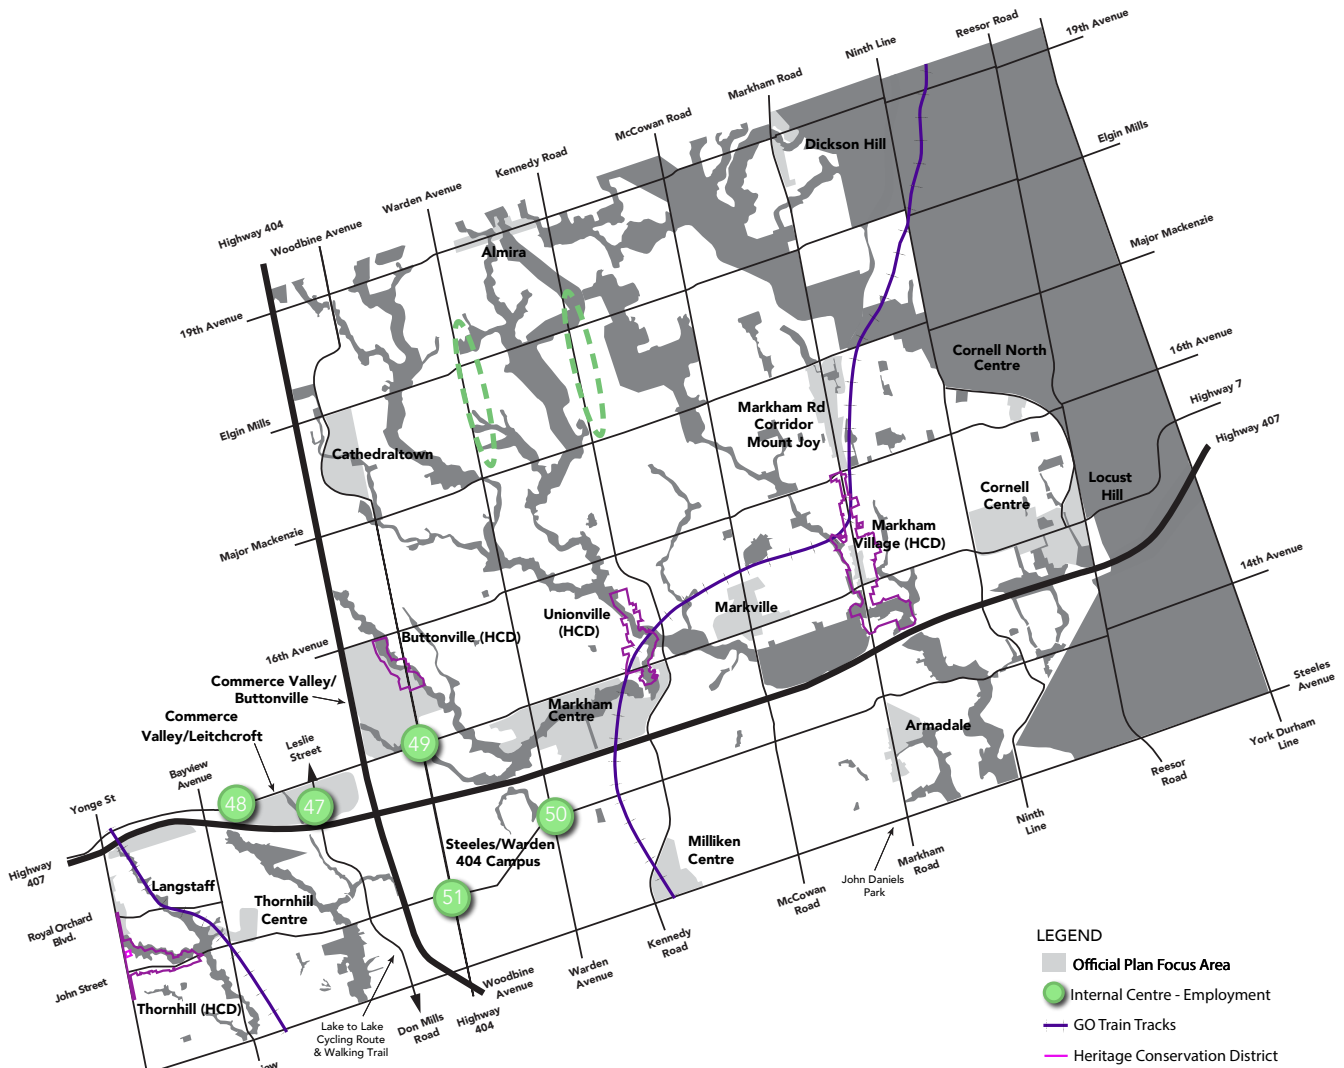 Reesor Road
19th Avenue
Ninth Line
Markham Road
McCowan Road
Elgin Mills
Dickson Hill
Kennedy Road
Warden Avenue
Highway 404
Woodbine Avenue
Major Mackenzie
Almira
19th Avenue
16th Avenue
Cornell North
Centre
Highway 7
Markham Rd
Corridor
Mount Joy
Elgin Mills
Highway 407
Cathedraltown
Locust
Hill
Cornell
Centre
Major Mackenzie
Markham
Village (HCD)
14th Avenue
Markville
Unionville
(HCD)
Buttonville (HCD)
16th Avenue
Commerce Valley/
Buttonville
Steeles
Avenue
Markham
Centre
Commerce
Valley/Leitchcroft
Armadale
York Durham
Line
Leslie
Street
49
Bayview
Avenue
Reesor
Road
Yonge St
48
47
50
Ninth
Line
Steeles/Warden
404 Campus
Milliken
Centre
Markham
Road
Highway
407
John Daniels
Park
Langstaff
McCowan
Road
51
Thornhill
Centre
Royal Orchard
Blvd.
Kennedy
Road
Warden
Avenue
Woodbine
Avenue
John Street
Thornhill (HCD)
Highway
404
Don Mills
Road
Lake to Lake
Cycling Route
& Walking Trail
LEGEND
Official Plan Focus Area
Internal Centre - Employment
GO Train Tracks
Heritage Conservation District